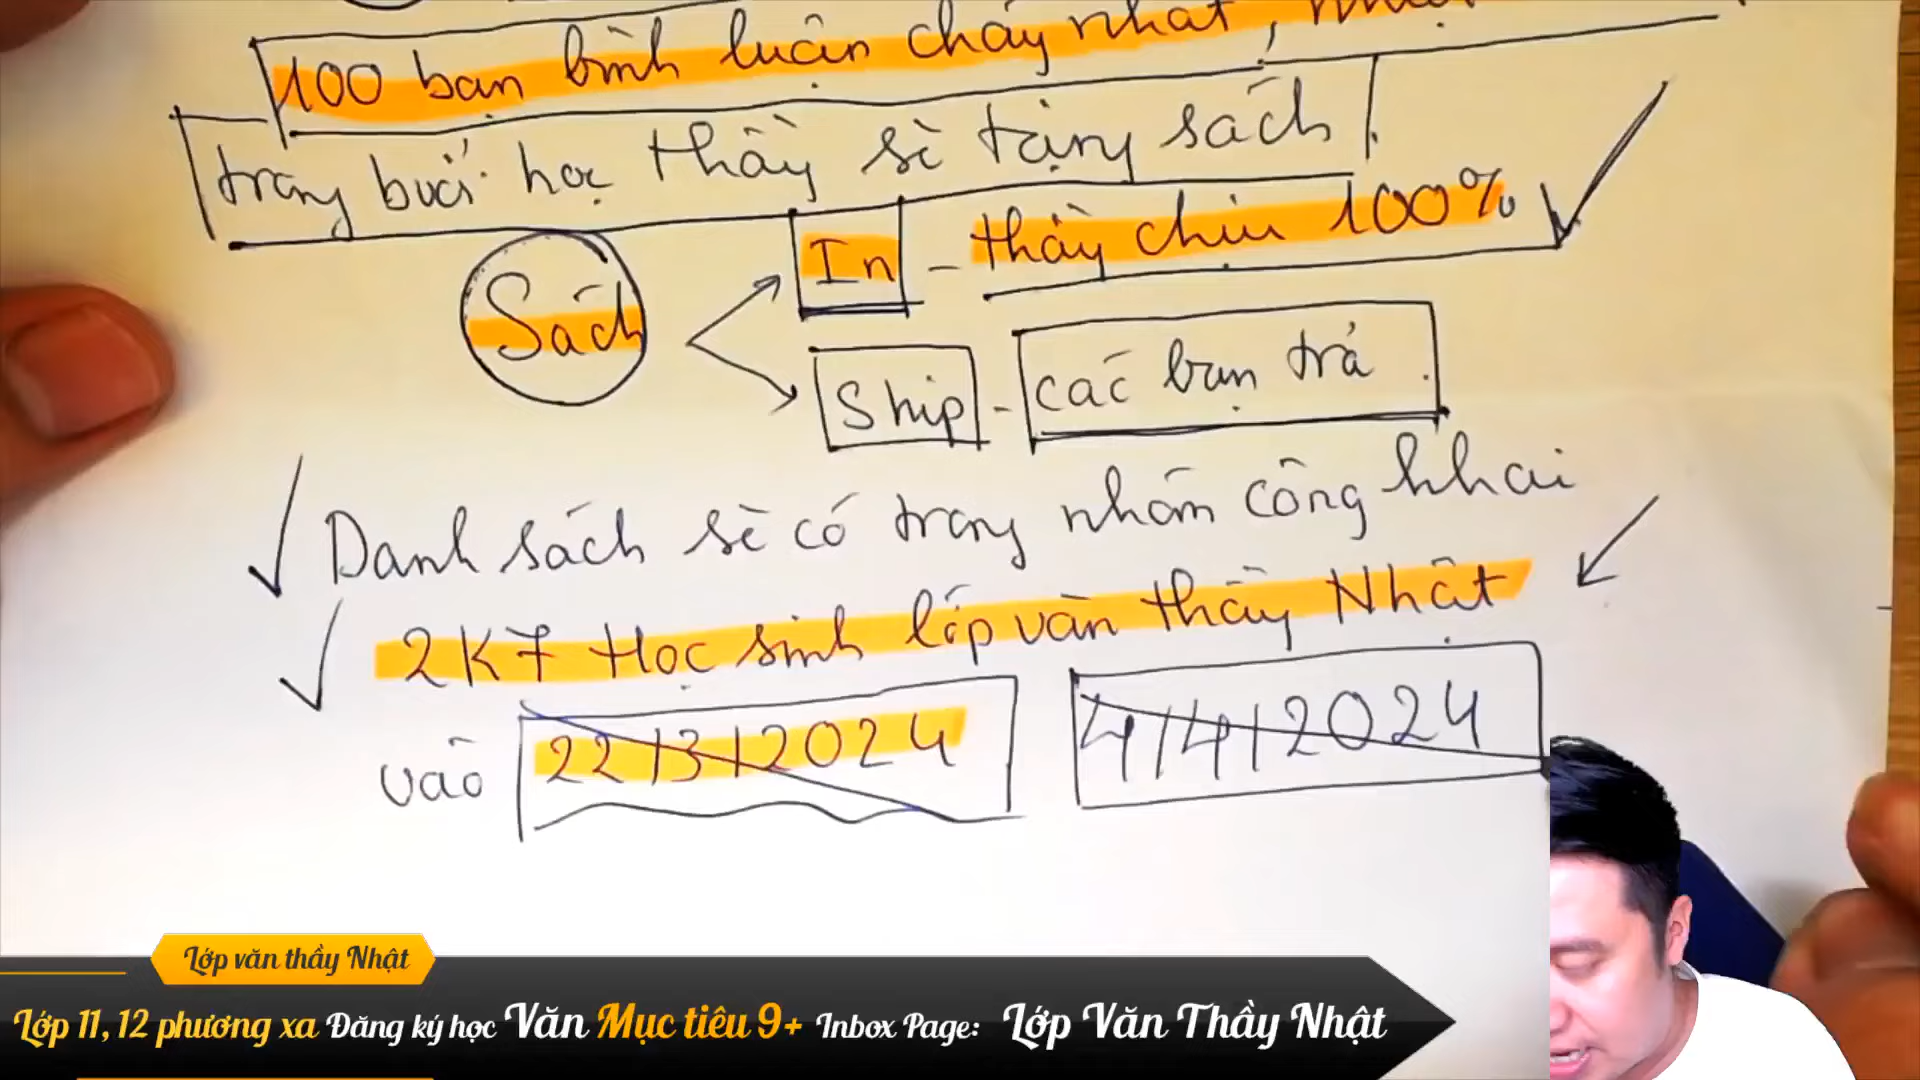 100 bạn bình luận cháy nhất,
trong buổi học thầy sẽ tặng sách
Sách
In - thầy chịu 100%
Ship - các bạn trả.
Danh sách sẽ có trong nhóm công khai
2K7 Học sinh lớp văn thầy Nhật
vào 22/3/2024 4/4/2024
Lớp văn thầy Nhật
Lớp 11, 12 phương xa Đăng ký học Văn Mục tiêu 9+ Inbox Page: Lớp Văn Thầy Nhật